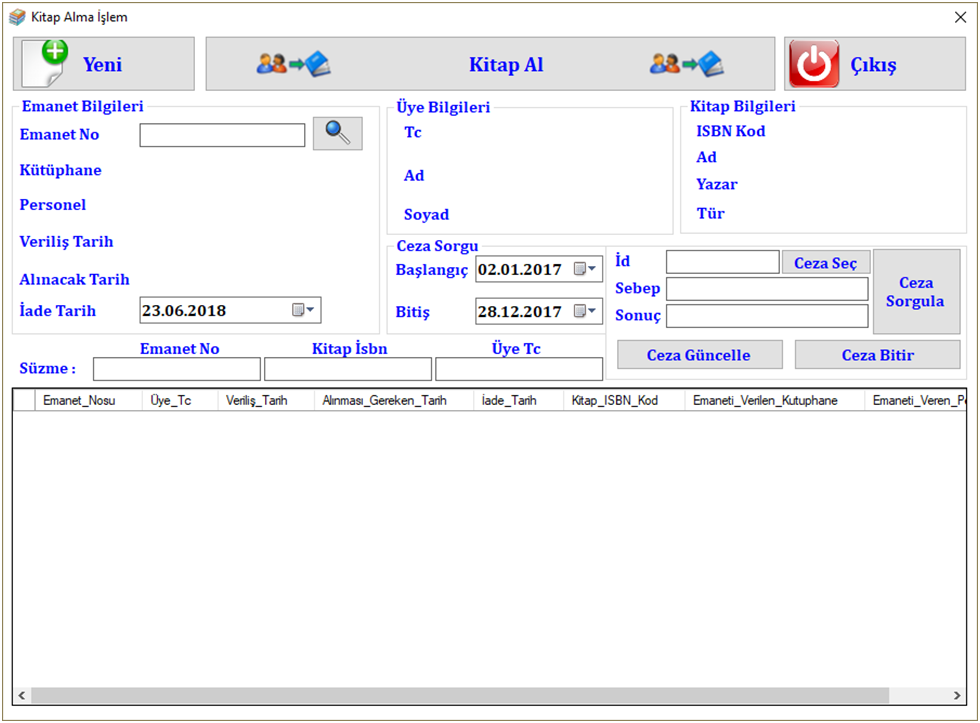 Kitap Alma İşlem
Yeni
Kitap Al
Çıkış
Emanet Bilgileri
Emanet No
Kütüphane
Personel
Veriliş Tarih
Alınacak Tarih
İade Tarih
23.06.2018
Üye Bilgileri
Tc
Ad
Soyad
Kitap Bilgileri
ISBN Kod
Ad
Yazar
Tür
Ceza Sorgu
Başlangıç
02.01.2017
Bitiş
28.12.2017
İd
Ceza Seç
Sebep
Sonuç
Ceza
Sorgula
Ceza Güncelle
Ceza Bitir
Emanet No
Kitap İsbn
Üye Tc
Süzme :
Emanet_Nosu
Üye_Tc
Veriliş_Tarih
Alınması_Gereken_Tarih
İade_Tarih
Kitap_ISBN_Kod
Emaneti_Verilen_Kutuphane
Emaneti_Veren_P